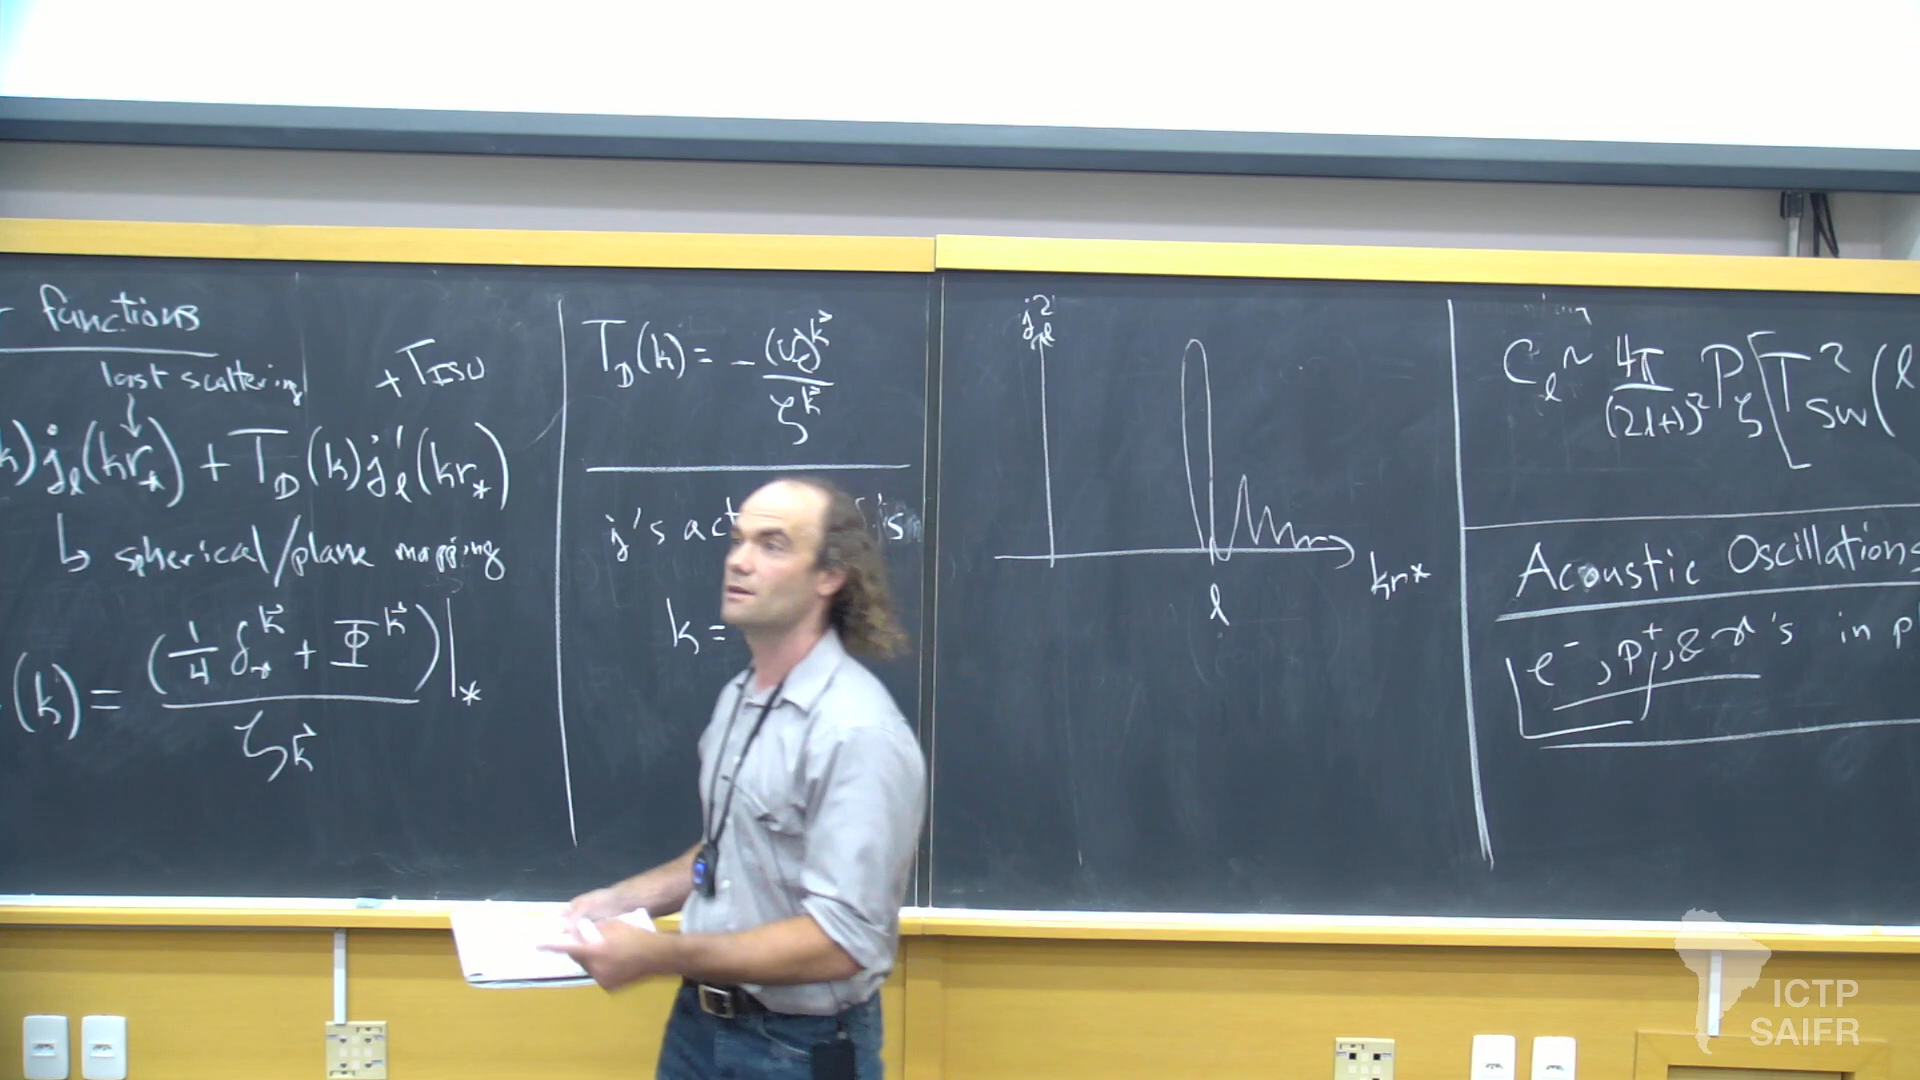 functions
last scattering
+ T_ISW
k) j_ℓ(kr_*) + T_D(k) j'_ℓ(kr_*)
↳ spherical/plane mapping
(k) = (1/4 δ_γ^k⃗ + Φ^k⃗)|_* / ζ_k⃗
T_D(k) = - (v_γ)^k⃗ / ζ^k⃗
j's act
k =
j_ℓ^2
kr*
ℓ
C_ℓ ~ 4π/(2ℓ+1)^2 P_ζ [T_SW^2(ℓ
Acoustic Oscillations
e^-, p^+, & γ's in p
ICTP
SAIFR